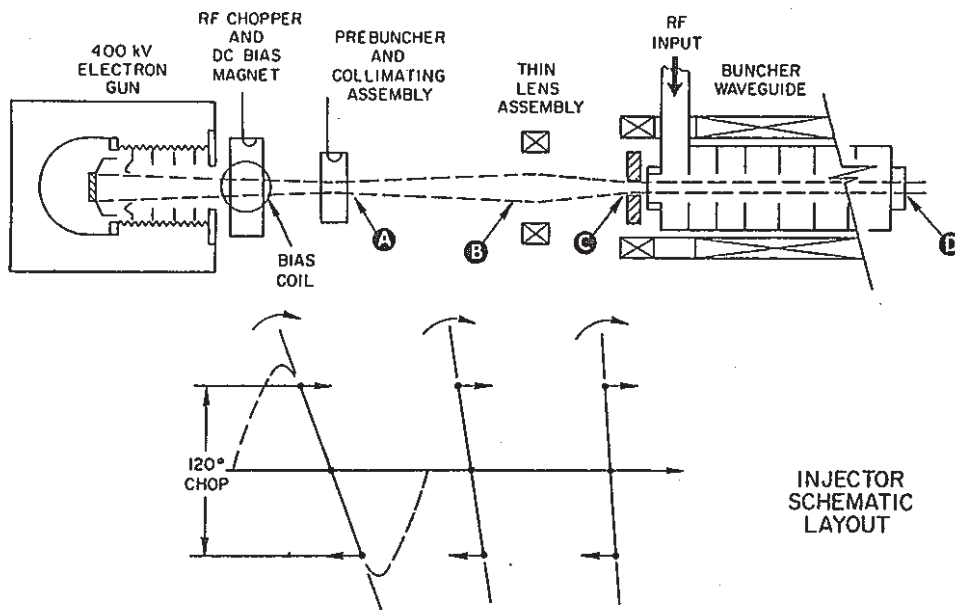 400 kV
ELECTRON
GUN
RF CHOPPER
AND
DC BIAS
MAGNET
PREBUNCHER
AND
COLLIMATING
ASSEMBLY
THIN
LENS
ASSEMBLY
RF
INPUT
BUNCHER
WAVEGUIDE
BIAS
COIL
A
B
C
D
120°
CHOP
INJECTOR
SCHEMATIC
LAYOUT